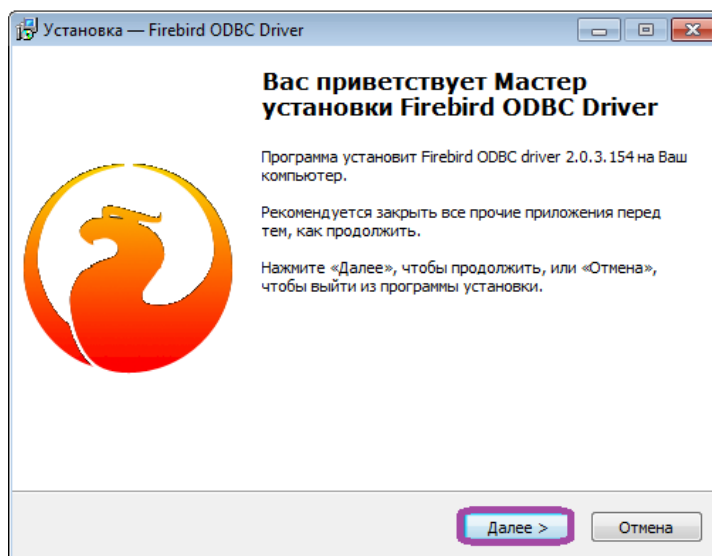 Установка — Firebird ODBC Driver
Вас приветствует Мастер
установки Firebird ODBC Driver
Программа установит Firebird ODBC driver 2.0.3.154 на Ваш
компьютер.
Рекомендуется закрыть все прочие приложения перед
тем, как продолжить.
Нажмите «Далее», чтобы продолжить, или «Отмена»,
чтобы выйти из программы установки.
Далее >
Отмена